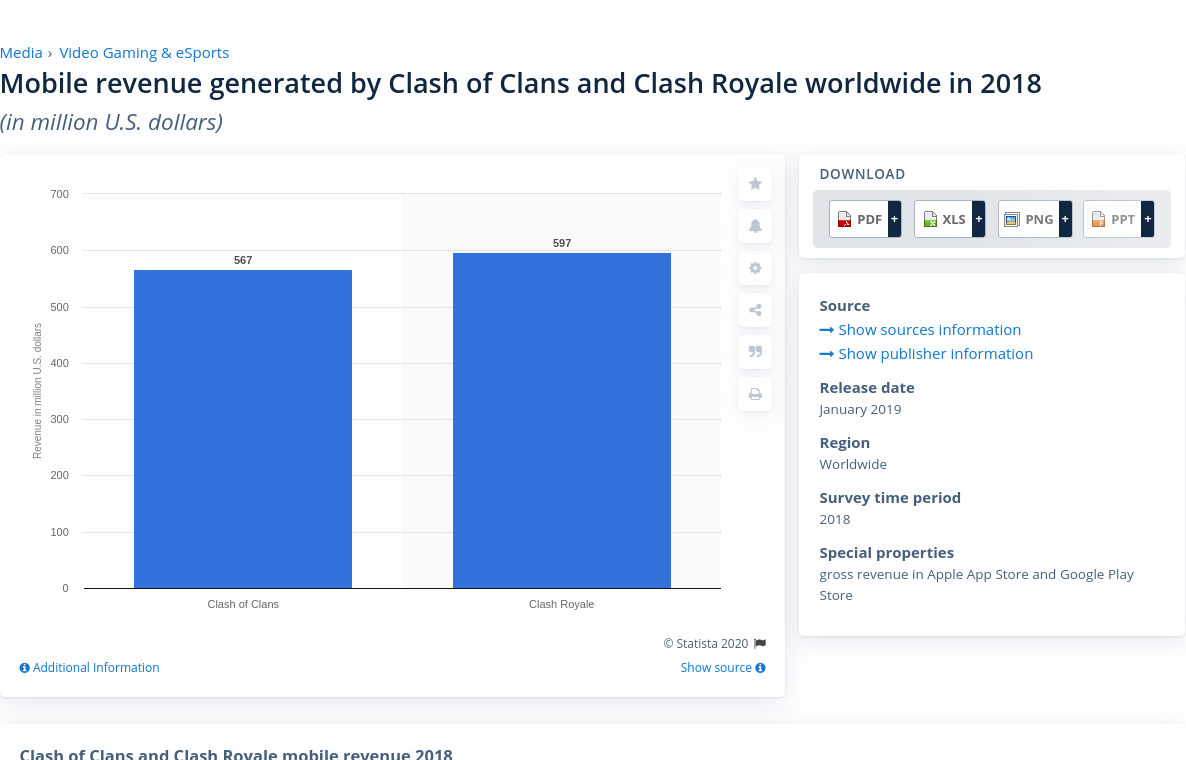 Media › Video Gaming & eSports
Mobile revenue generated by Clash of Clans and Clash Royale worldwide in 2018
(in million U.S. dollars)
700
600
500
400
300
200
100
0
Revenue in million U.S. dollars
567
597
Clash of Clans
Clash Royale
© Statista 2020
Additional Information
Show source
DOWNLOAD
PDF + XLS + PNG + PPT +
Source
Show sources information
Show publisher information
Release date
January 2019
Region
Worldwide
Survey time period
2018
Special properties
gross revenue in Apple App Store and Google Play
Store
Clash of Clans and Clash Royale mobile revenue 2018